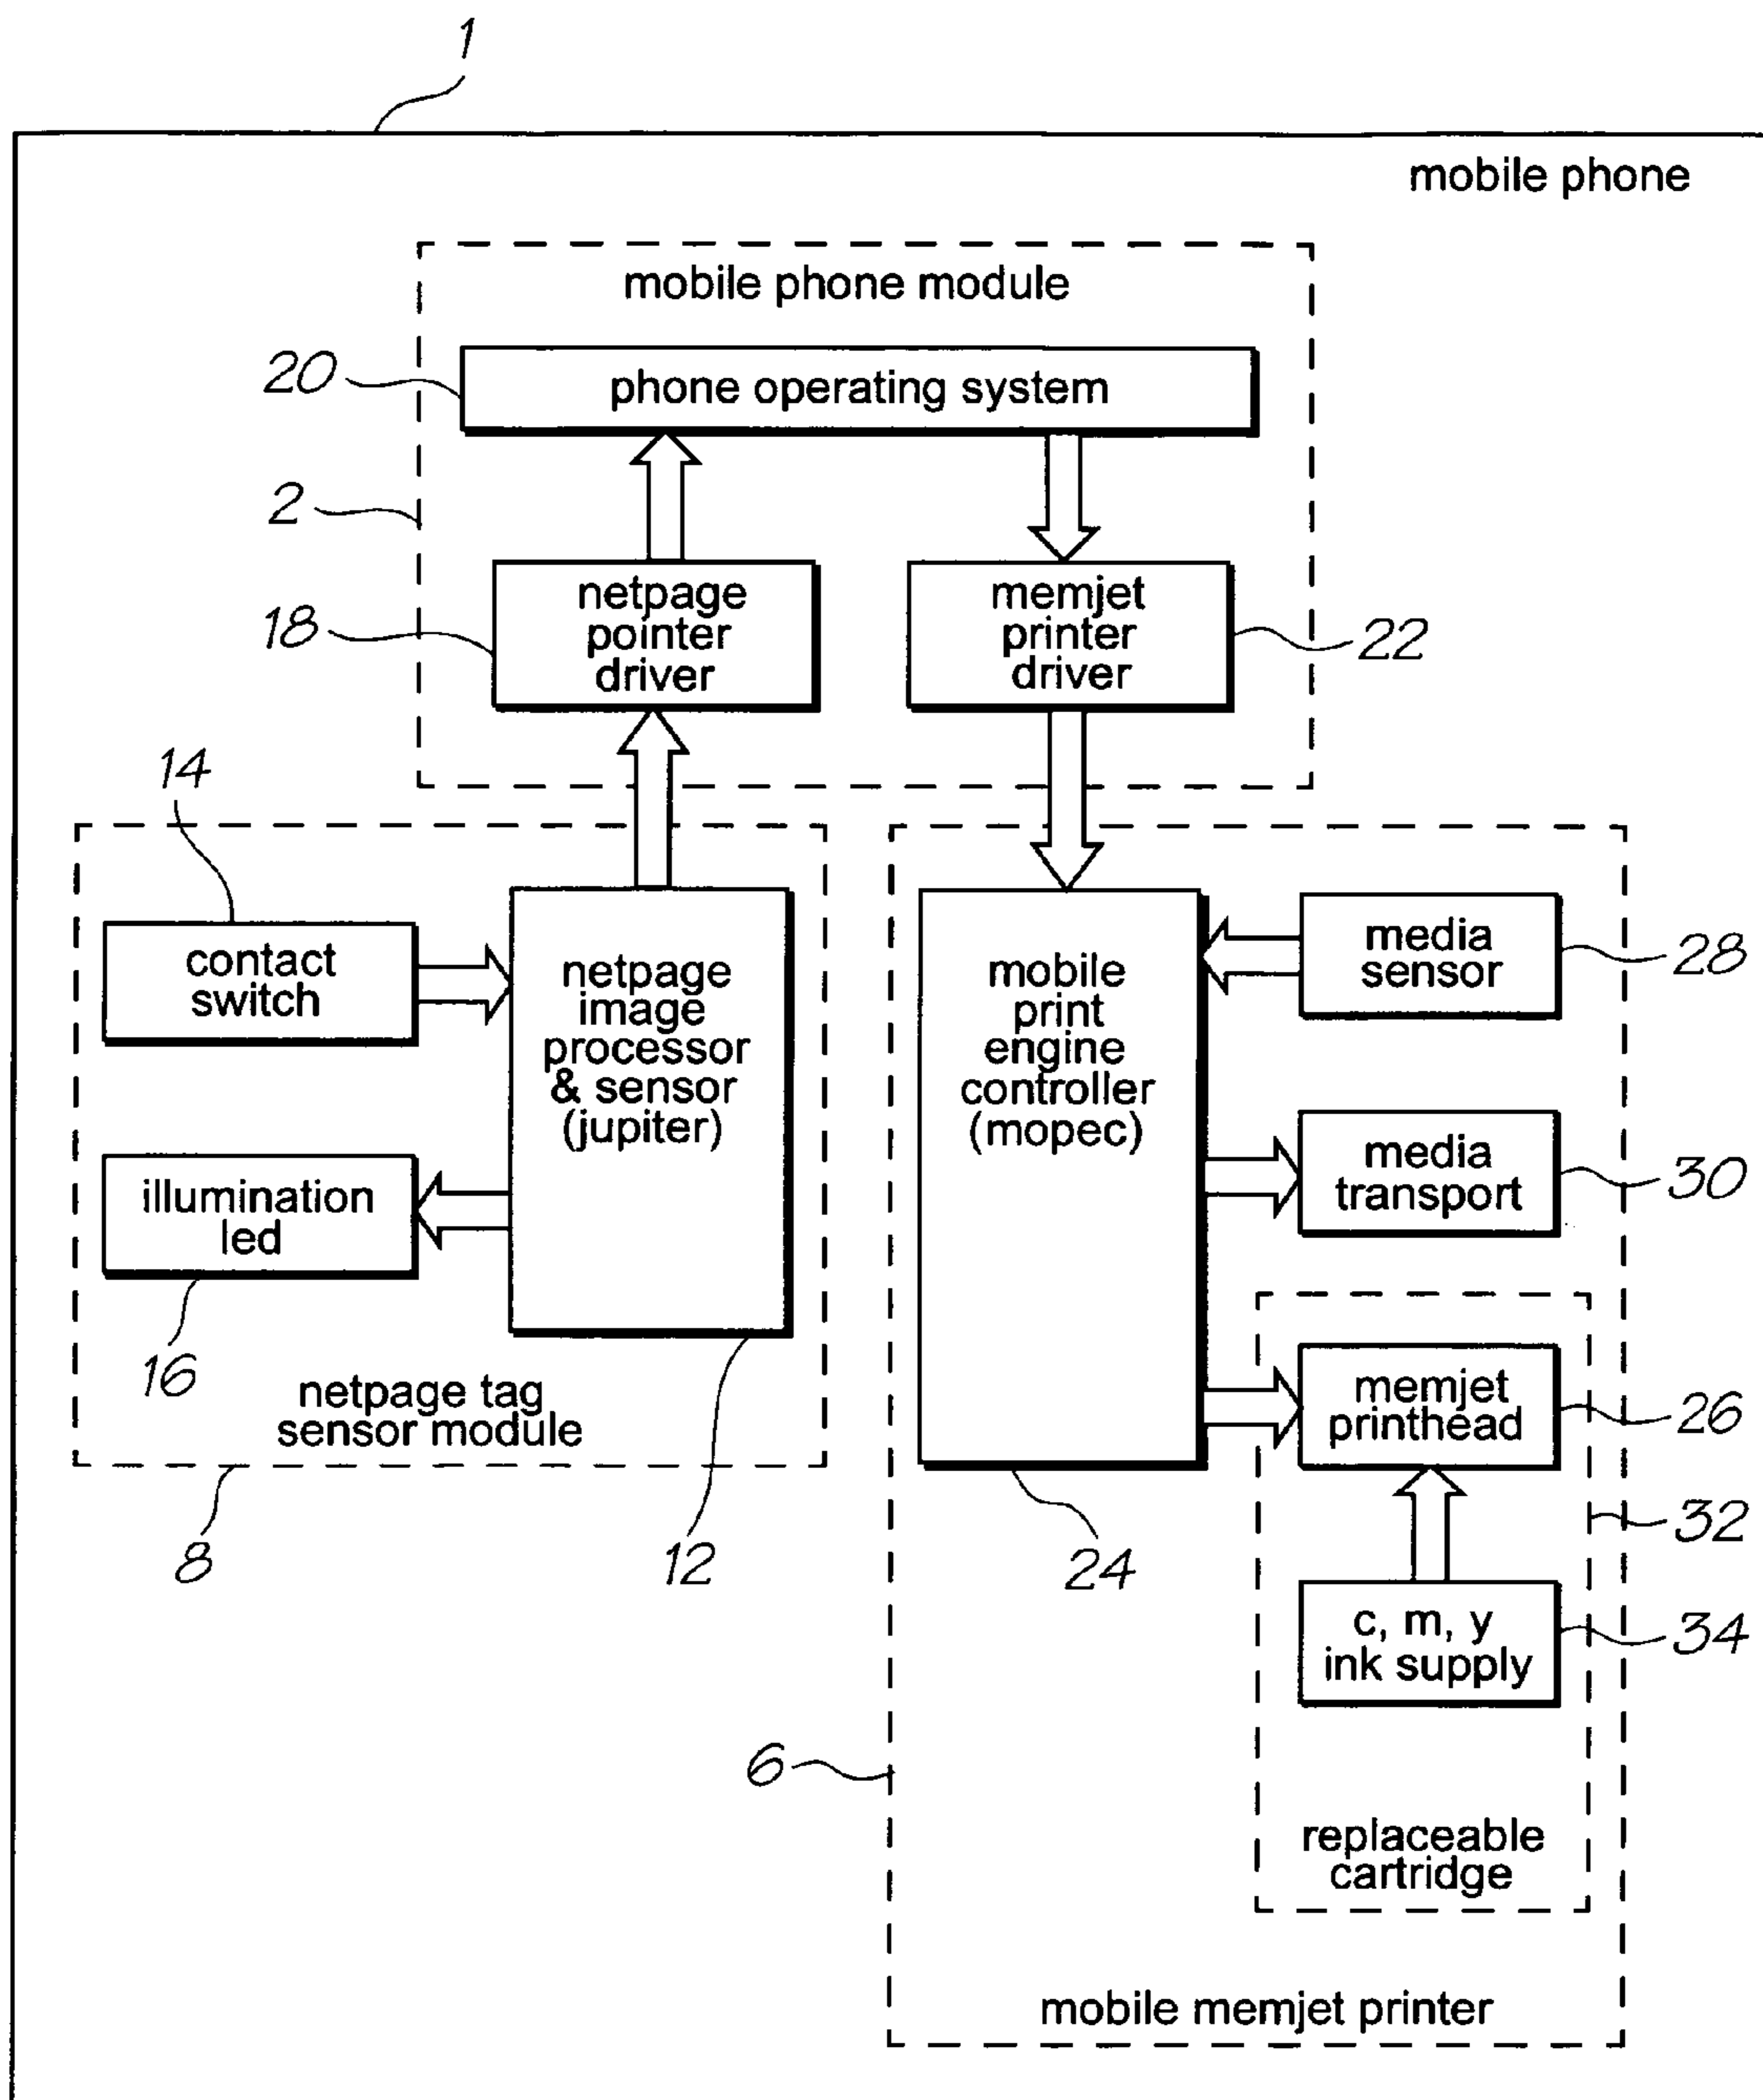 1
mobile phone
mobile phone module
20
phone operating system
2
18
netpage
pointer
driver
memjet
printer
driver
22
14
contact
switch
netpage
image
processor
& sensor
(jupiter)
illumination
led
16
netpage tag
sensor module
8
12
mobile
print
engine
controller
(mopec)
media
sensor
28
media
transport
30
memjet
printhead
26
32
24
c, m, y
ink supply
34
6
replaceable
cartridge
mobile memjet printer